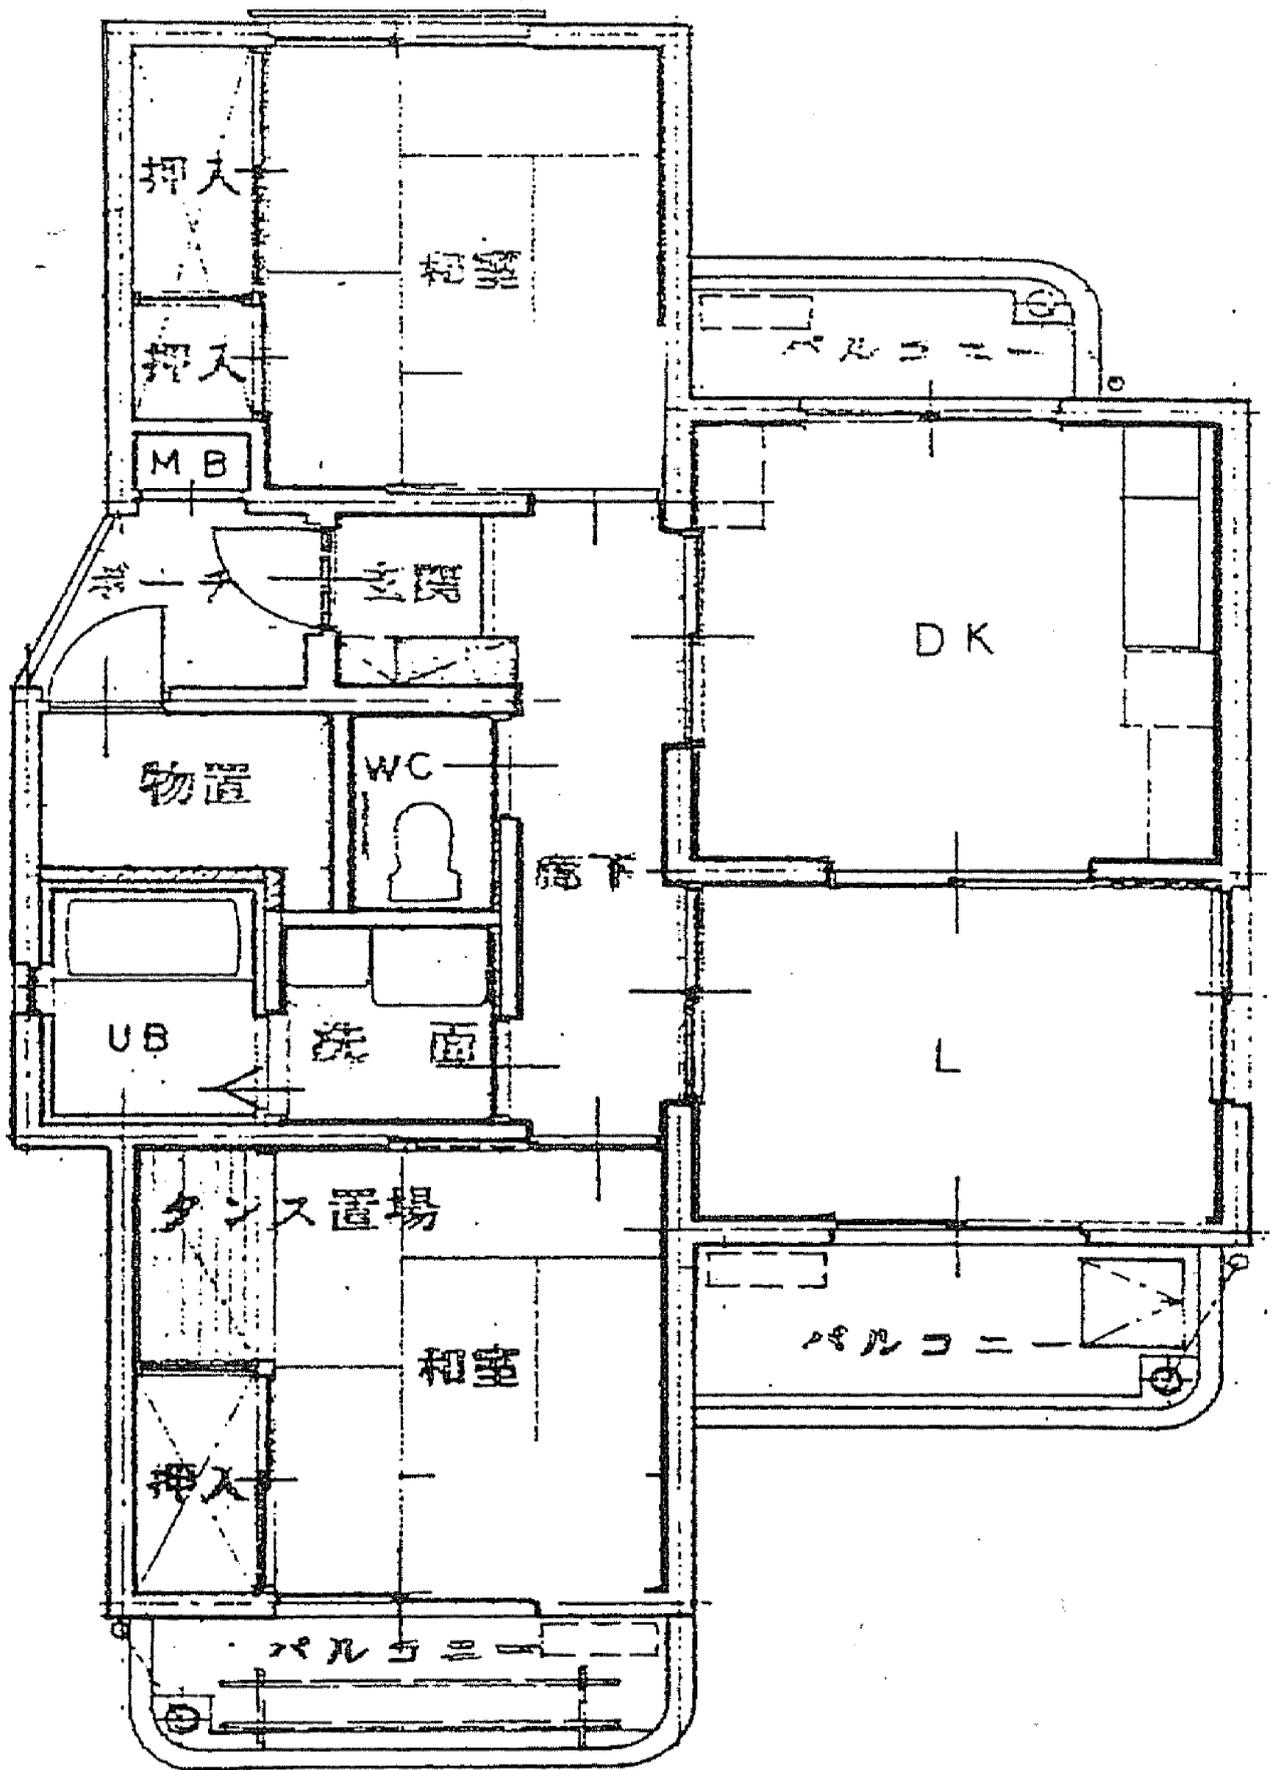 押入
和室
押入
バルコニー
MB
ポーチ
玄関
DK
物置
WC
廊下
UB
洗面
L
タンス置場
バルコニー
和室
押入
バルコニー